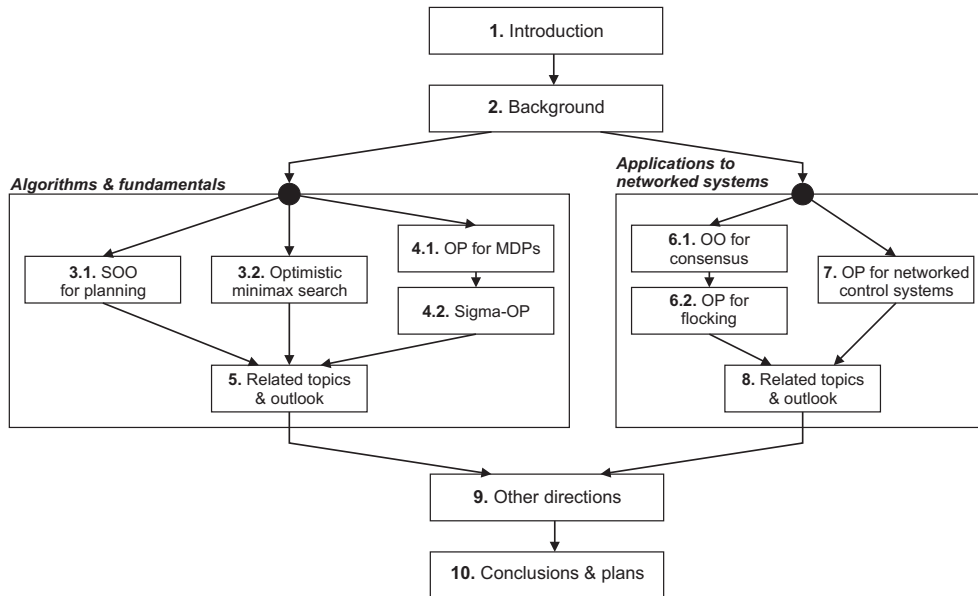 1. Introduction
2. Background
Algorithms & fundamentals
3.1. SOO
for planning
3.2. Optimistic
minimax search
4.1. OP for MDPs
4.2. Sigma-OP
5. Related topics
& outlook
Applications to
networked systems
6.1. OO for
consensus
6.2. OP for
flocking
7. OP for networked
control systems
8. Related topics
& outlook
9. Other directions
10. Conclusions & plans